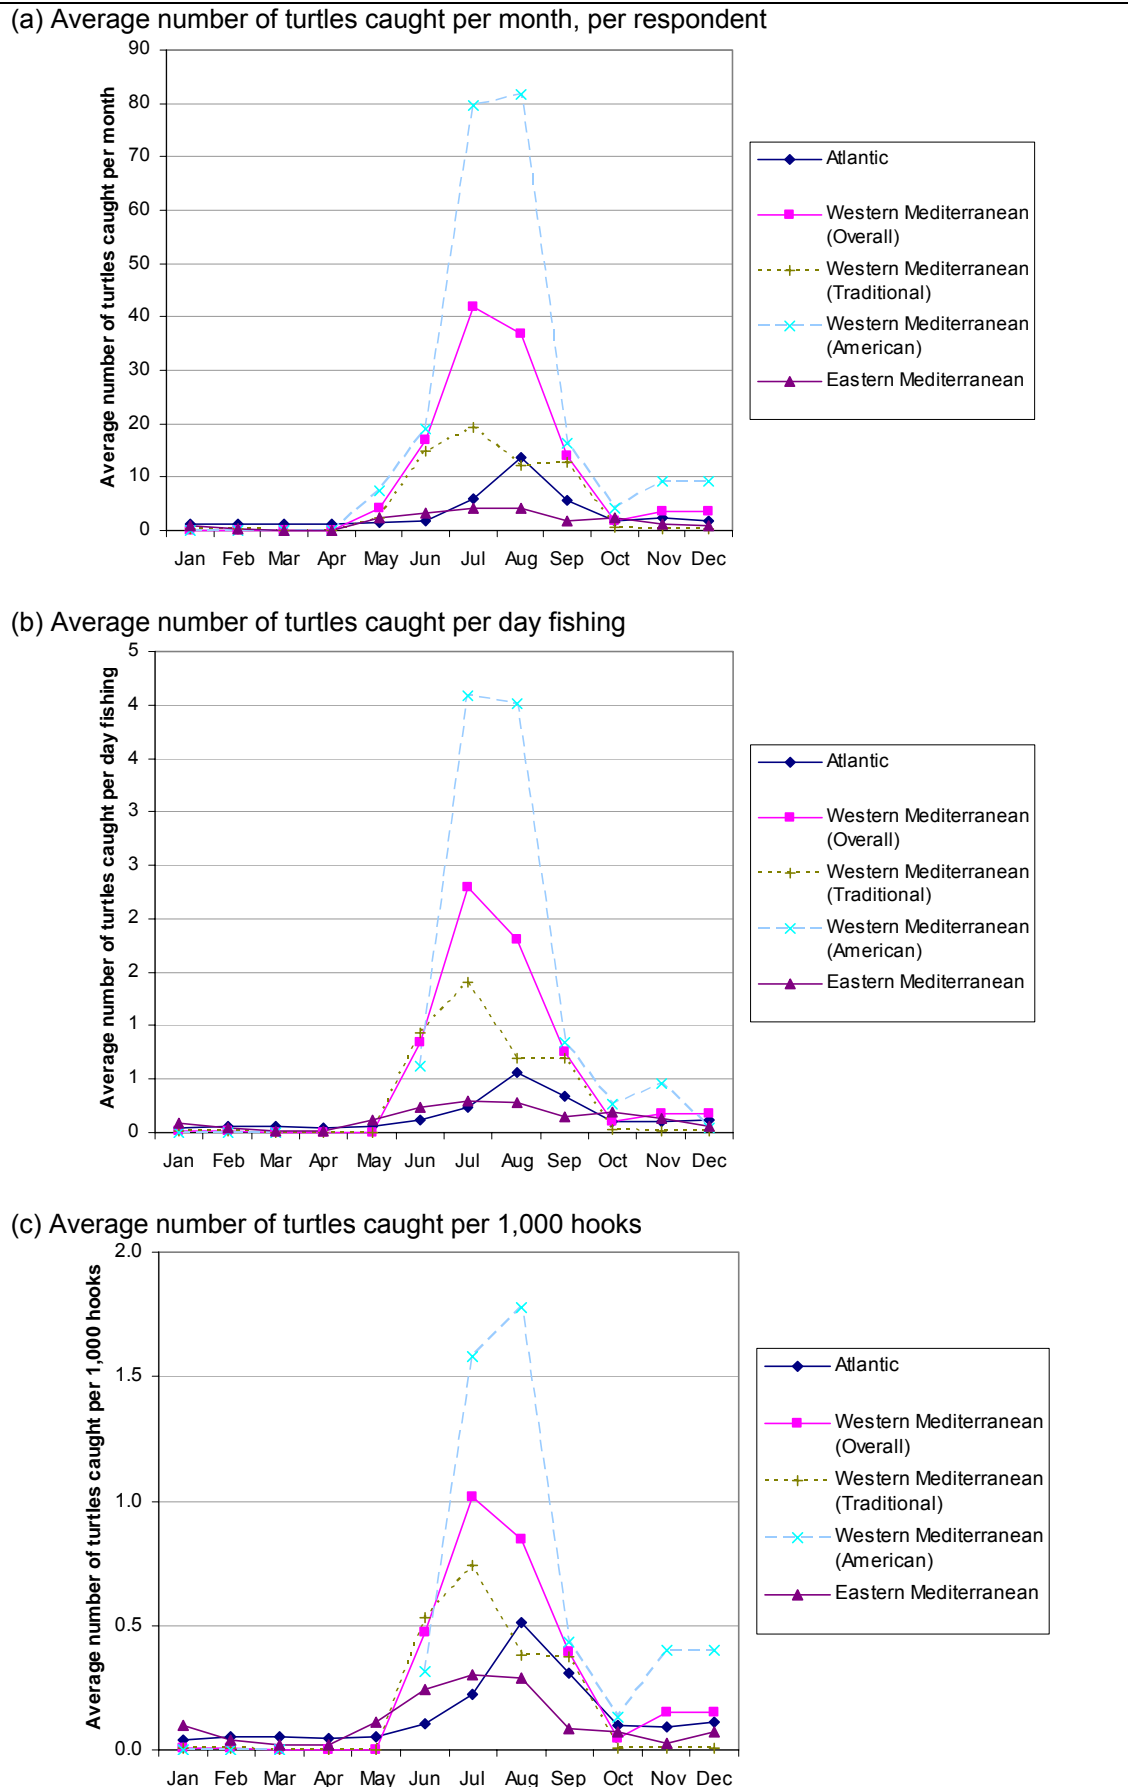 (a) Average number of turtles caught per month, per respondent
Average number of turtles caught per month
90
80
70
60
50
40
30
20
10
0
Jan Feb Mar Apr May Jun Jul Aug Sep Oct Nov Dec
Atlantic
Western Mediterranean
(Overall)
Western Mediterranean
(Traditional)
Western Mediterranean
(American)
Eastern Mediterranean
(b) Average number of turtles caught per day fishing
Average number of turtles caught per day fishing
5
4
4
3
3
2
2
1
1
0
Jan Feb Mar Apr May Jun Jul Aug Sep Oct Nov Dec
Atlantic
Western Mediterranean
(Overall)
Western Mediterranean
(Traditional)
Western Mediterranean
(American)
Eastern Mediterranean
(c) Average number of turtles caught per 1,000 hooks
Average number of turtles caught per 1,000 hooks
2.0
1.5
1.0
0.5
0.0
Jan Feb Mar Apr May Jun Jul Aug Sep Oct Nov Dec
Atlantic
Western Mediterranean
(Overall)
Western Mediterranean
(Traditional)
Western Mediterranean
(American)
Eastern Mediterranean